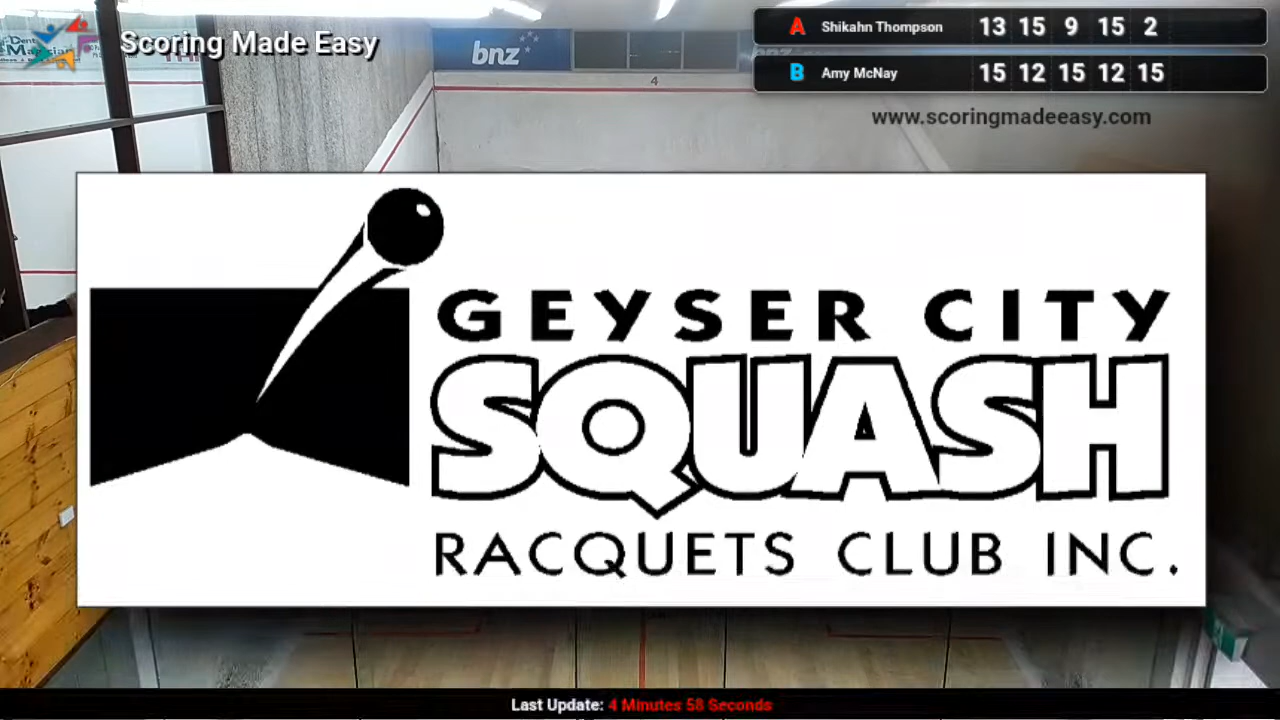 Scoring Made Easy
bnz
4
A Shikahn Thompson 13 15 9 15 2
B Amy McNay 15 12 15 12 15
www.scoringmadeeasy.com
GEYSER CITY
SQUASH
RACQUETS CLUB INC.
Last Update: 4 Minutes 58 Seconds